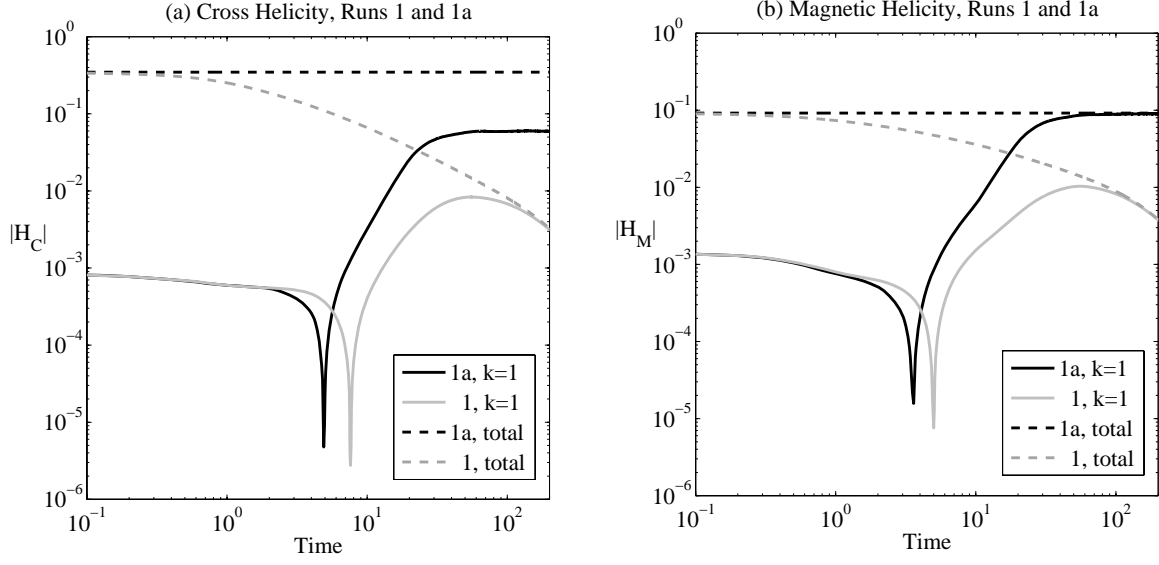 (a) Cross Helicity, Runs 1 and 1a
10^0
10^-1
10^-2
|H_C|
10^-3
10^-4
10^-5
10^-6
1a, k=1
1, k=1
1a, total
1, total
10^-1
10^0
10^1
10^2
Time
(b) Magnetic Helicity, Runs 1 and 1a
10^0
10^-1
10^-2
|H_M|
10^-3
10^-4
10^-5
10^-6
1a, k=1
1, k=1
1a, total
1, total
10^-1
10^0
10^1
10^2
Time